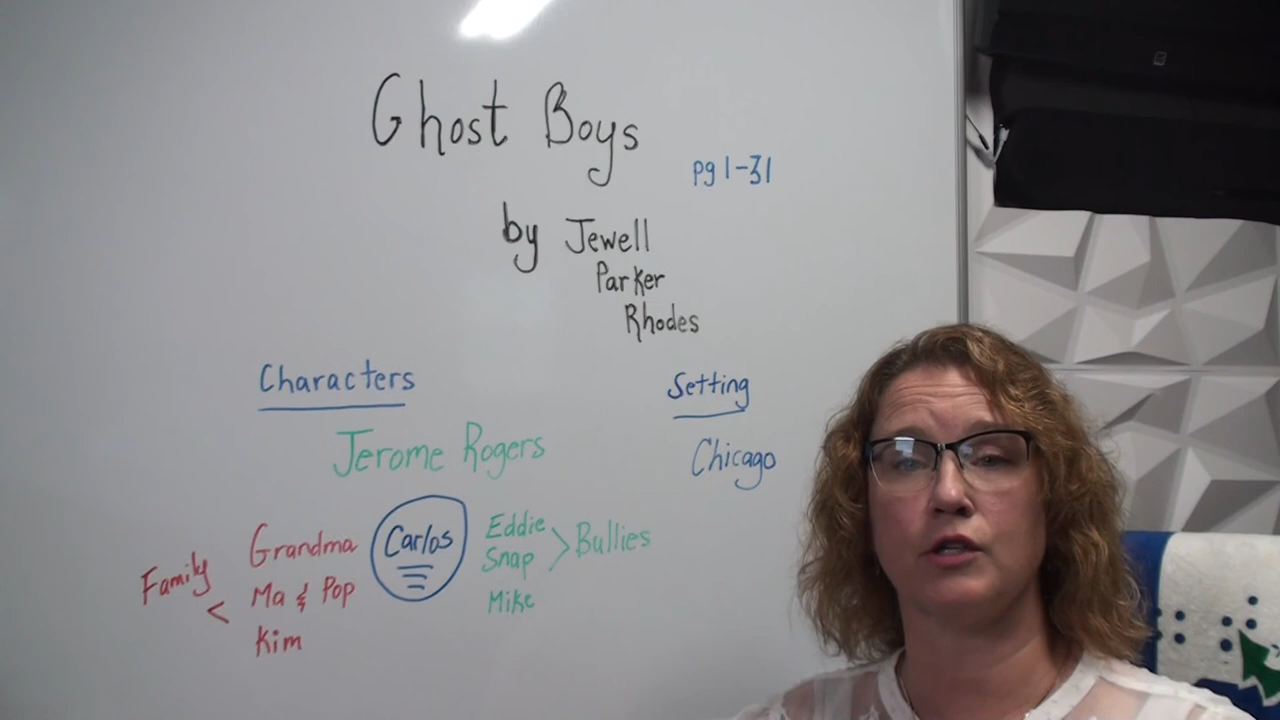 Ghost Boys
pg 1-31
by Jewell
Parker
Rhodes
Characters
Jerome Rogers
Family < Grandma
Ma & Pop
Kim
Carlos
Eddie
Snap > Bullies
Mike
Setting
Chicago